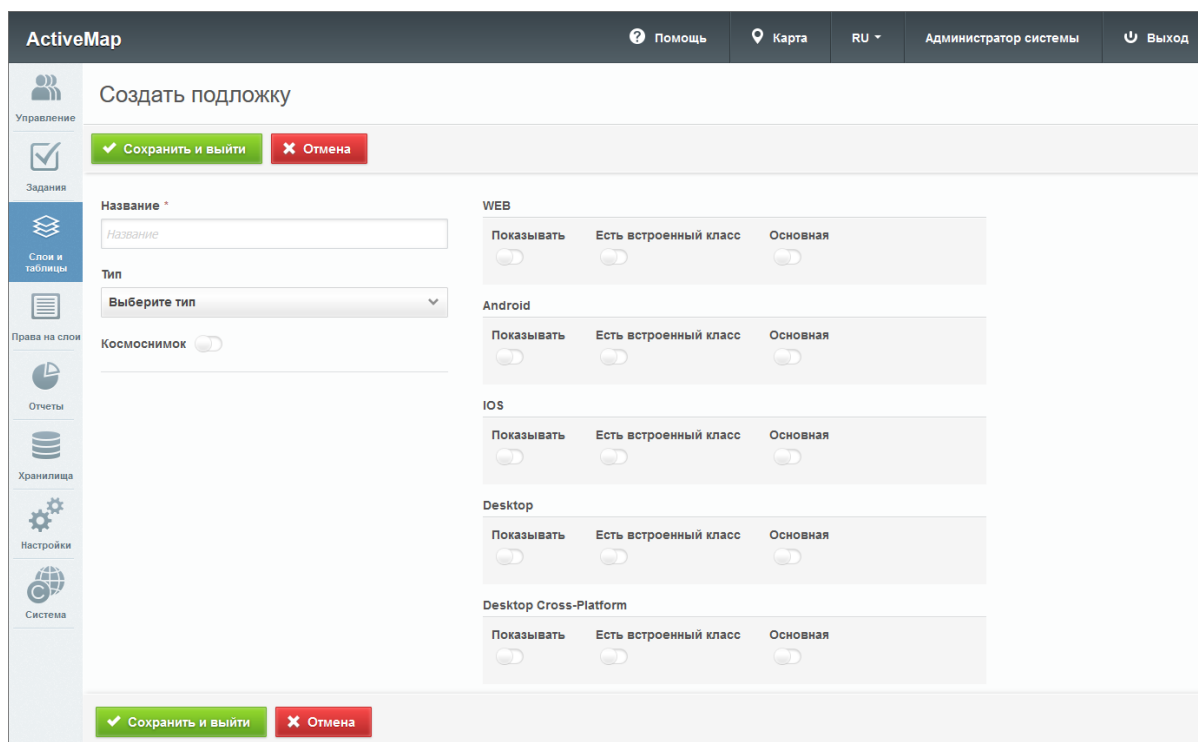 ActiveMap
Помощь
Карта
RU
Администратор системы
Выход
Управление
Задания
Слои и
таблицы
Права на слои
Отчеты
Хранилища
Настройки
Система
Создать подложку
Сохранить и выйти
Отмена
Название *
Название
Тип
Выберите тип
Космоснимок
WEB
Показывать Есть встроенный класс Основная
Android
Показывать Есть встроенный класс Основная
IOS
Показывать Есть встроенный класс Основная
Desktop
Показывать Есть встроенный класс Основная
Desktop Cross-Platform
Показывать Есть встроенный класс Основная
Сохранить и выйти
Отмена